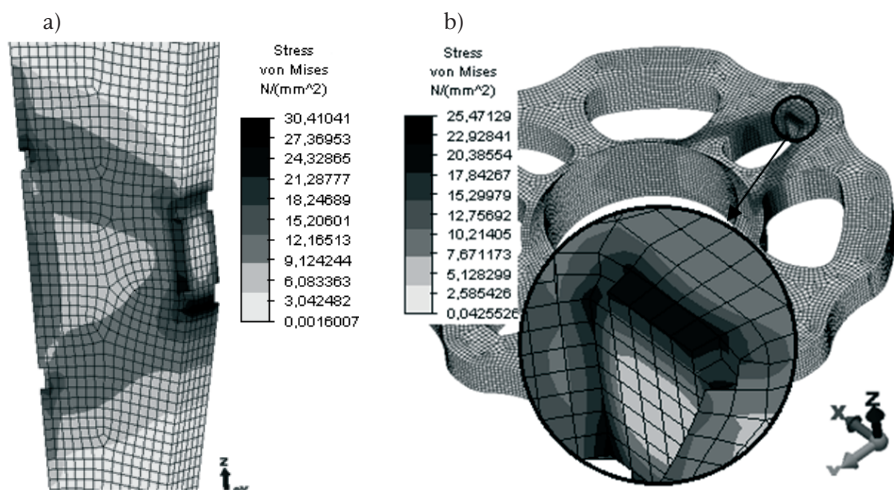 a)
Stress
von Mises
N/(mm^2)
30,41041
27,36953
24,32865
21,28777
18,24689
15,20601
12,16513
9,124244
6,083363
3,042482
0,0016007
Z
b)
Stress
von Mises
N/(mm^2)
25,47129
22,92841
20,38554
17,84267
15,29979
12,75692
10,21405
7,671173
5,128299
2,585426
0,0425526
X
Z
Y